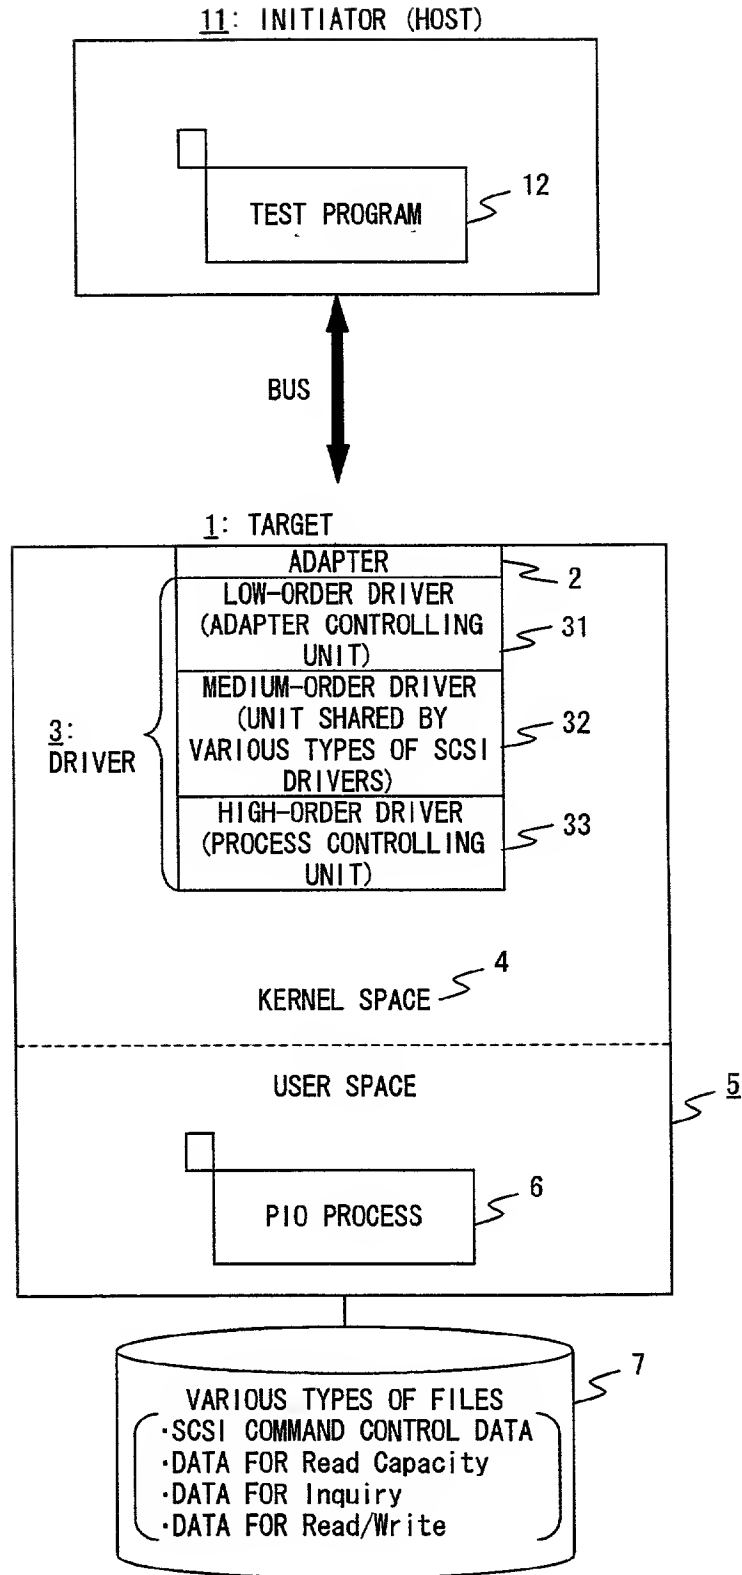 11: INITIATOR (HOST)
12
TEST PROGRAM
BUS
1: TARGET
ADAPTER
2
LOW-ORDER DRIVER
(ADAPTER CONTROLLING
UNIT)
31
MEDIUM-ORDER DRIVER
(UNIT SHARED BY
VARIOUS TYPES OF SCSI
DRIVERS)
32
3:
DRIVER
HIGH-ORDER DRIVER
(PROCESS CONTROLLING
UNIT)
33
4
KERNEL SPACE
USER SPACE
5
6
PIO PROCESS
7
VARIOUS TYPES OF FILES
·SCSI COMMAND CONTROL DATA
·DATA FOR Read Capacity
·DATA FOR Inquiry
·DATA FOR Read/Write